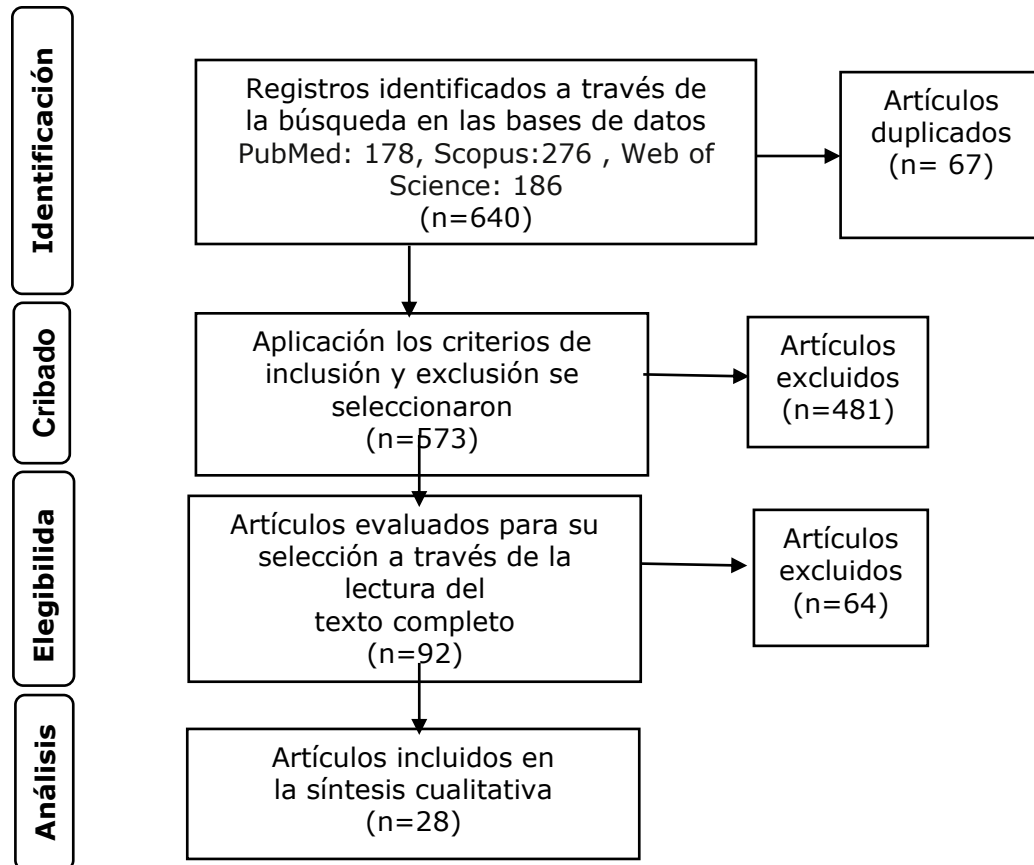 Identificación
Registros identificados a través de
la búsqueda en las bases de datos
PubMed: 178, Scopus:276 , Web of
Science: 186
(n=640)
Artículos
duplicados
(n= 67)
Cribado
Aplicación los criterios de
inclusión y exclusión se
seleccionaron
(n=573)
Artículos
excluidos
(n=481)
Elegibilida
Artículos evaluados para su
selección a través de la
lectura del
texto completo
(n=92)
Artículos
excluidos
(n=64)
Análisis
Artículos incluidos en
la síntesis cualitativa
(n=28)